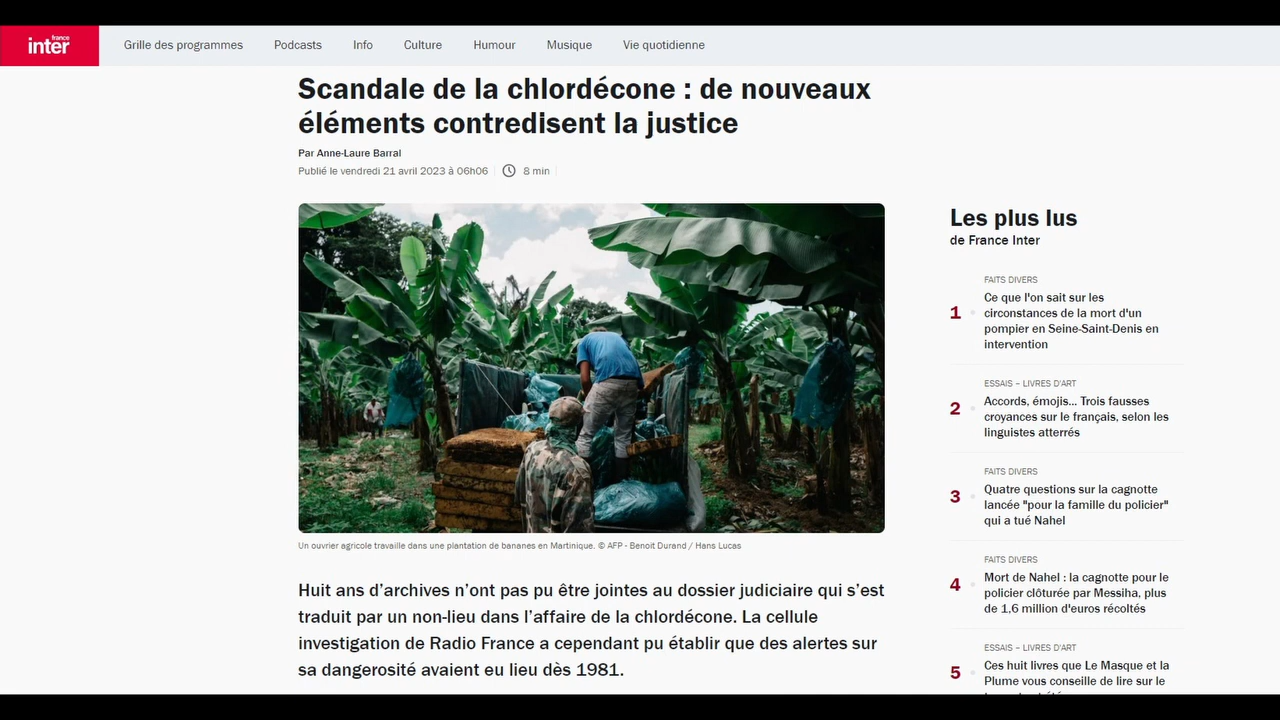 france
inter
Grille des programmes
Podcasts
Info
Culture
Humour
Musique
Vie quotidienne
Scandale de la chlordécone : de nouveaux
éléments contredisent la justice
Par Anne-Laure Barral
Publié le vendredi 21 avril 2023 à 06h06
8 min
Un ouvrier agricole travaille dans une plantation de bananes en Martinique. © AFP - Benoit Durand / Hans Lucas
Huit ans d’archives n’ont pas pu être jointes au dossier judiciaire qui s’est
traduit par un non-lieu dans l’affaire de la chlordécone. La cellule
investigation de Radio France a cependant pu établir que des alertes sur
sa dangerosité avaient eu lieu dès 1981.
Les plus lus
de France Inter
FAITS DIVERS
1
Ce que l'on sait sur les
circonstances de la mort d'un
pompier en Seine-Saint-Denis en
intervention
ESSAIS – LIVRES D'ART
2
Accords, émojis... Trois fausses
croyances sur le français, selon les
linguistes atterrés
FAITS DIVERS
3
Quatre questions sur la cagnotte
lancée "pour la famille du policier"
qui a tué Nahel
FAITS DIVERS
4
Mort de Nahel : la cagnotte pour le
policier clôturée par Messiha, plus
de 1,6 million d'euros récoltés
ESSAIS – LIVRES D'ART
5
Ces huit livres que Le Masque et la
Plume vous conseille de lire sur le